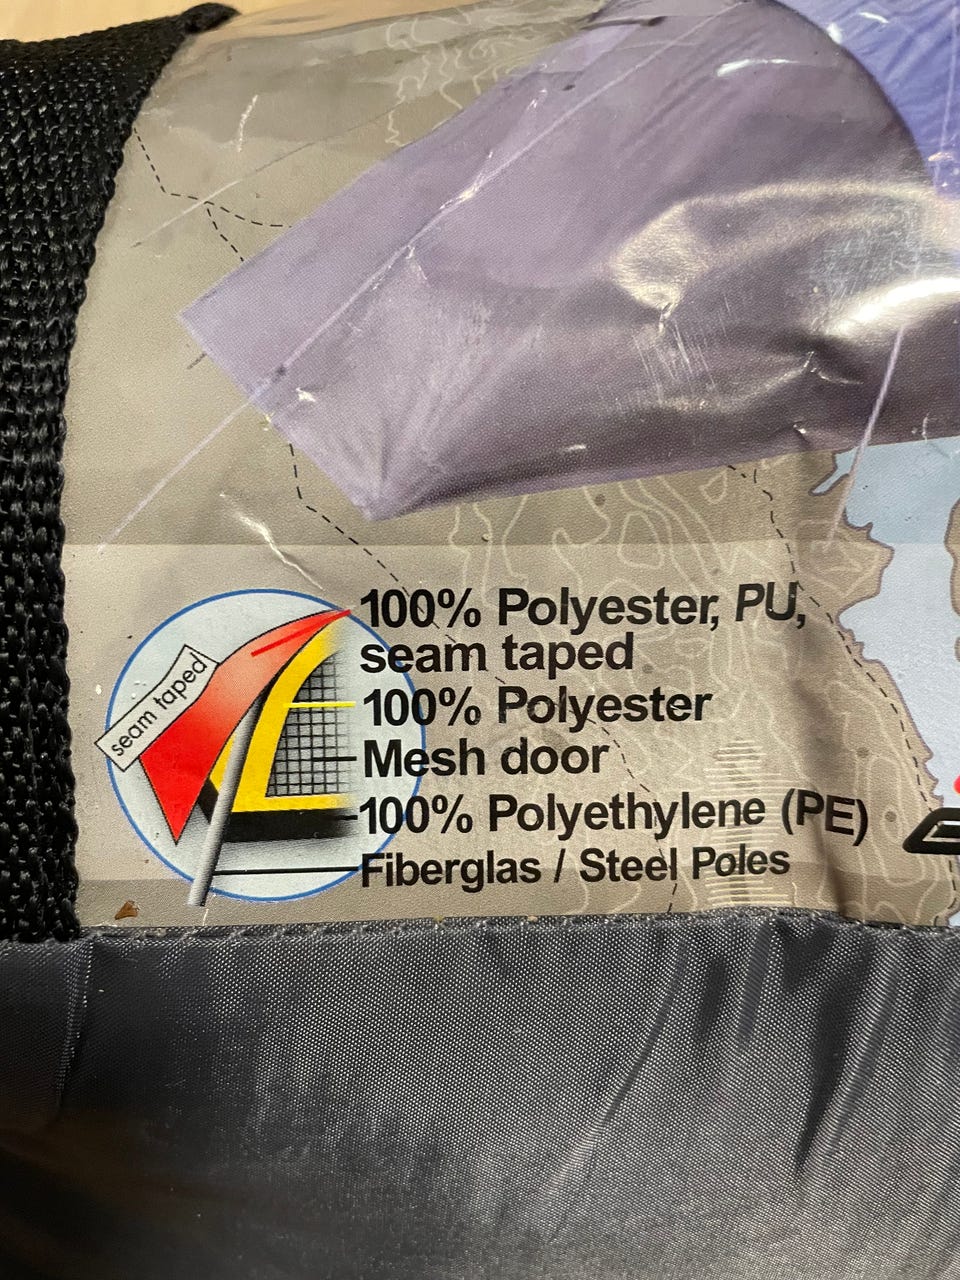 100% Polyester, PU,
seam taped
seam taped
100% Polyester
Mesh door
100% Polyethylene (PE)
Fiberglas / Steel Poles